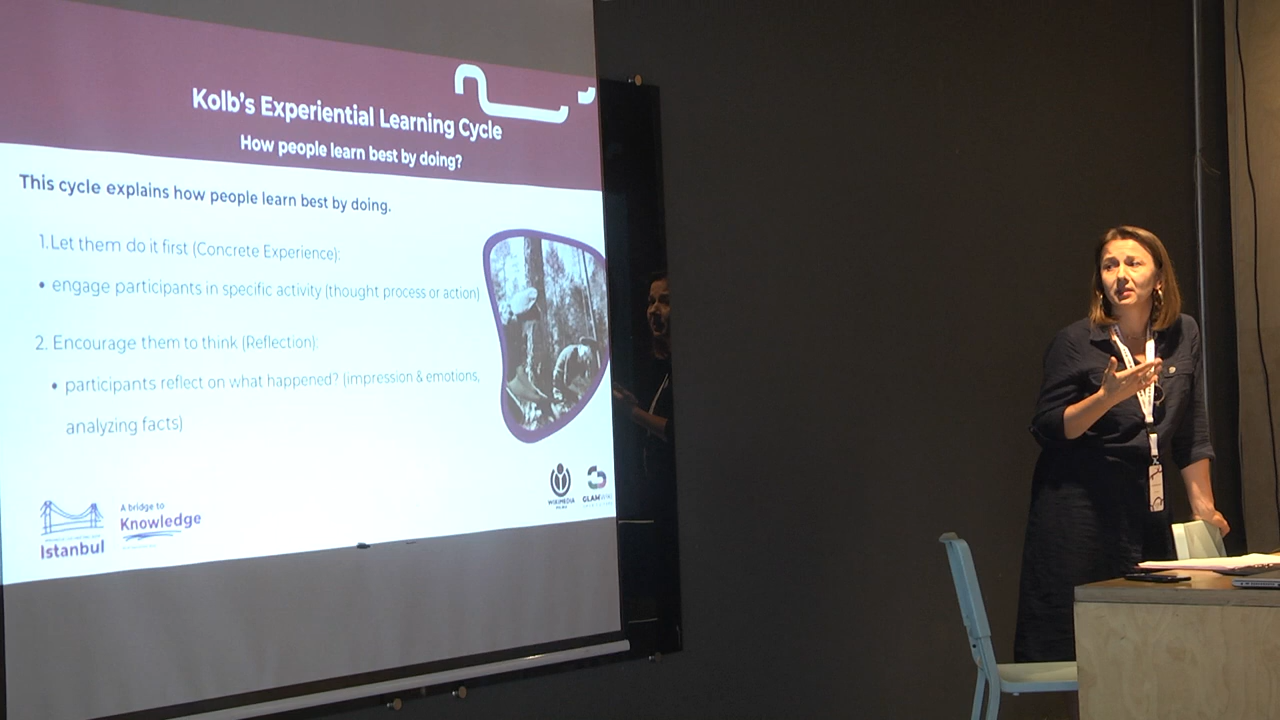 Kolb's Experiential Learning Cycle
How people learn best by doing?
This cycle explains how people learn best by doing.
1.Let them do it first (Concrete Experience):
• engage participants in specific activity (thought process or action)
2. Encourage them to think (Reflection):
• participants reflect on what happened? (impression & emotions,
analyzing facts)
Istanbul
A bridge to
Knowledge
WIKIMEDIA
GLAM